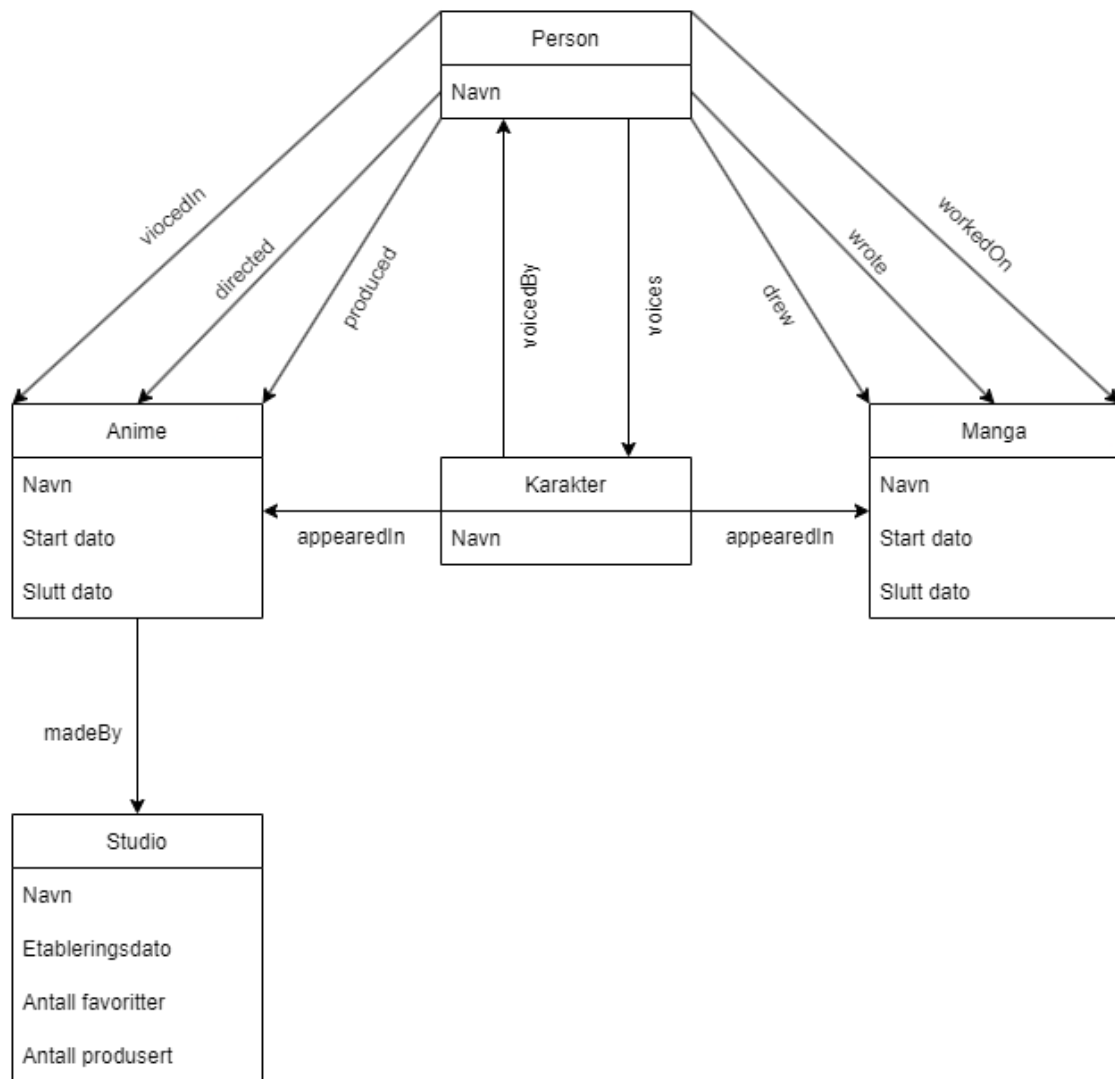 Person
Navn
viocedIn
directed
produced
voicedBy
voices
drew
wrote
workedOn
Anime
Navn
Start dato
Slutt dato
Karakter
Navn
appearedIn
appearedIn
Manga
Navn
Start dato
Slutt dato
madeBy
Studio
Navn
Etableringsdato
Antall favoritter
Antall produsert